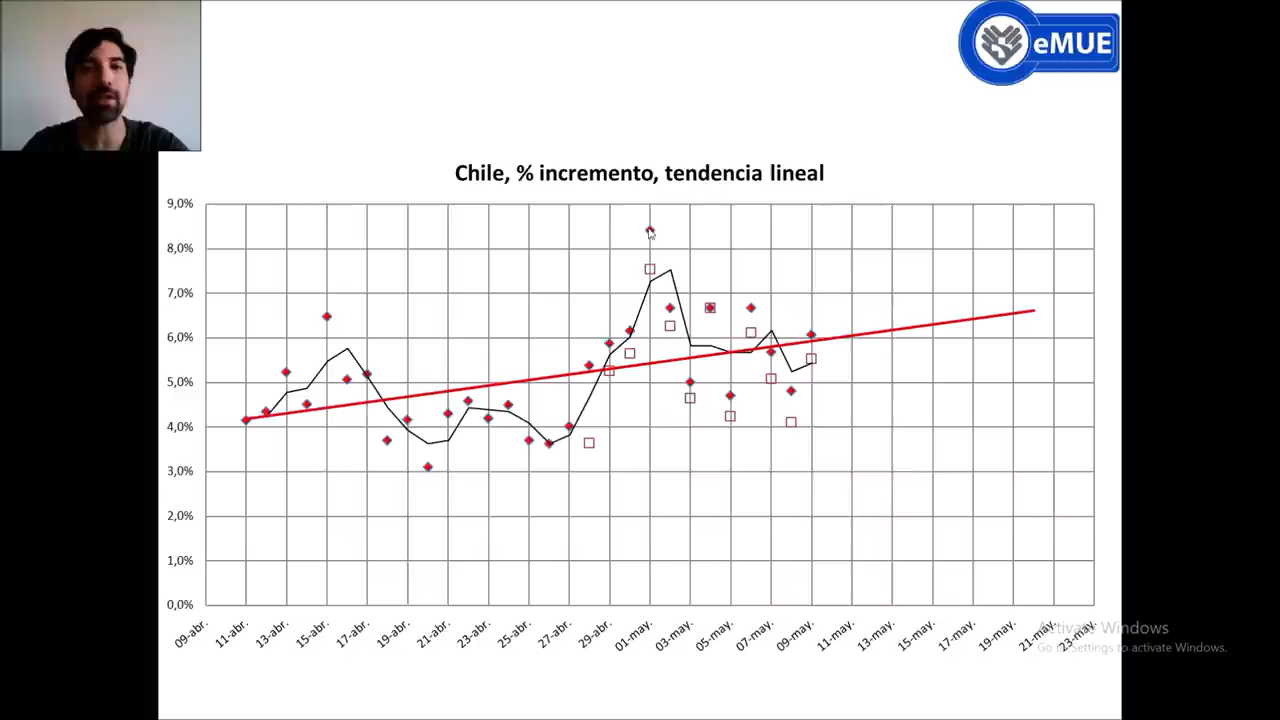 eMUE
Chile, % incremento, tendencia lineal
9,0%
8,0%
7,0%
6,0%
5,0%
4,0%
3,0%
2,0%
1,0%
0,0%
09-abr. 11-abr. 13-abr. 15-abr. 17-abr. 19-abr. 21-abr. 23-abr. 25-abr. 27-abr. 29-abr. 01-may. 03-may. 05-may. 07-may. 09-may. 11-may. 13-may. 15-may. 17-may. 19-may. 21-may. 23-may.
Activate Windows
Go to Settings to activate Windows.